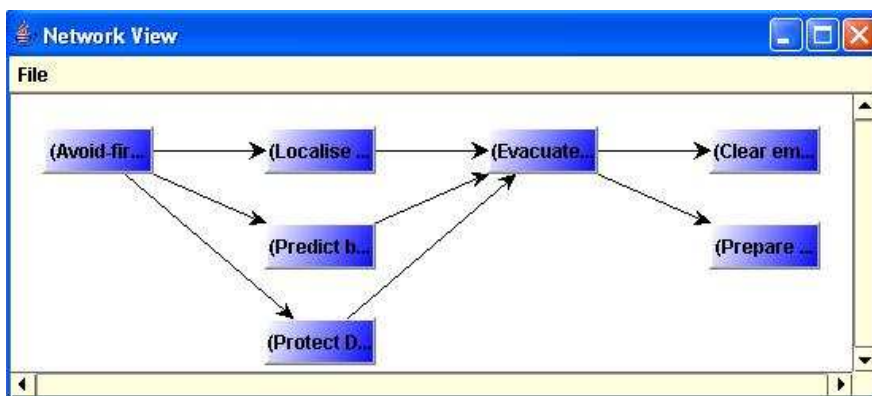 Network View
File
(Avoid-fir...
(Localise ...
(Evacuate...
(Clear em...
(Predict b...
(Prepare ...
(Protect D...